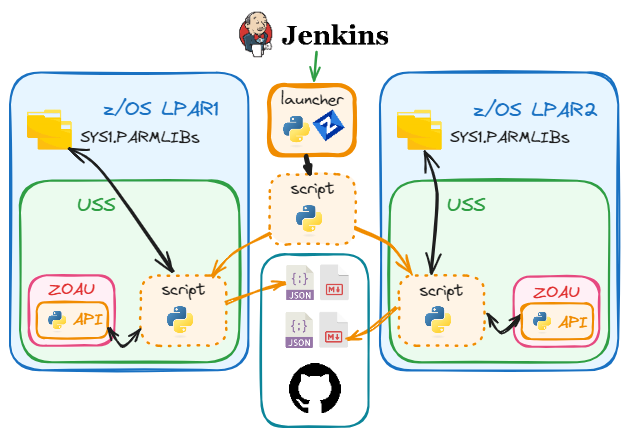 Jenkins
launcher
z/OS LPAR1
SYS1.PARMLIBs
z/OS LPAR2
SYS1.PARMLIBs
script
USS
USS
ZOAU
API
script
{:}
JSON
M
{:}
JSON
M
script
ZOAU
API